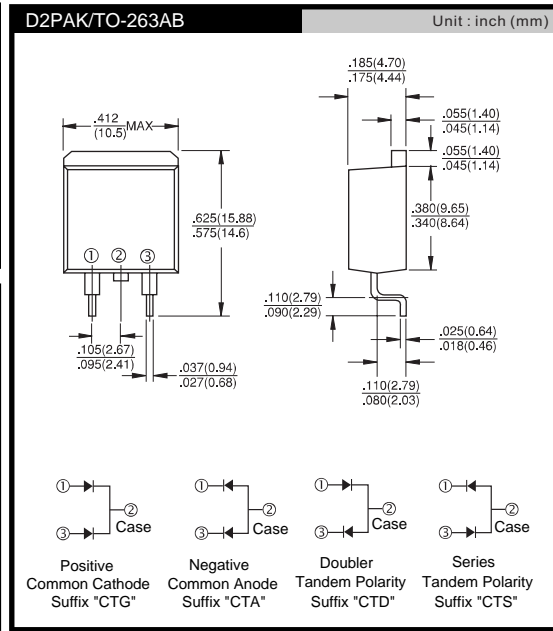 D2PAK/TO-263AB
Unit : inch (mm)
.185(4.70)
.175(4.44)
.412
(10.5)
MAX
.055(1.40)
.045(1.14)
.055(1.40)
.045(1.14)
.625(15.88)
.575(14.6)
.380(9.65)
.340(8.64)
① ② ③
.110(2.79)
.090(2.29)
.105(2.67)
.095(2.41)
.037(0.94)
.027(0.68)
.025(0.64)
.018(0.46)
.110(2.79)
.080(2.03)
① ① ① ①
② ② ② ②
③ Case ③ Case ③ Case ③ Case
Positive
Common Cathode
Suffix "CTG"
Negative
Common Anode
Suffix "CTA"
Doubler
Tandem Polarity
Suffix "CTD"
Series
Tandem Polarity
Suffix "CTS"